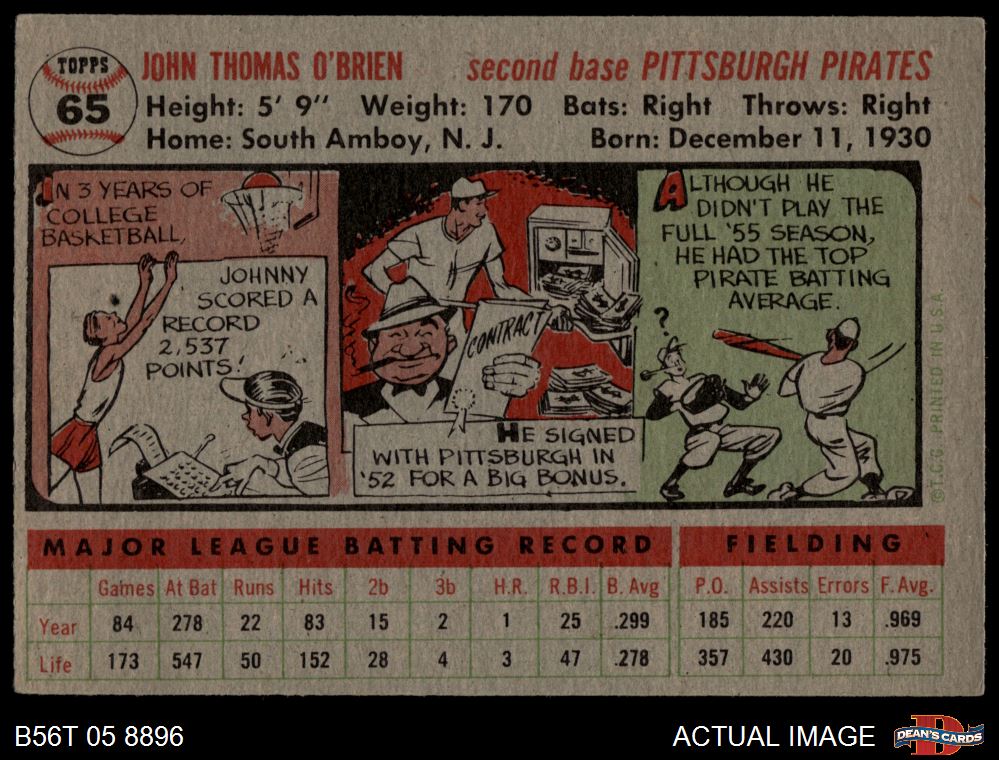 TOPPS
65
JOHN THOMAS O'BRIEN second base PITTSBURGH PIRATES
Height: 5' 9" Weight: 170 Bats: Right Throws: Right
Home: South Amboy, N. J. Born: December 11, 1930
IN 3 YEARS OF
COLLEGE
BASKETBALL,
JOHNNY
SCORED A
RECORD
2,537
POINTS!
CONTRACT
HE SIGNED
WITH PITTSBURGH IN
'52 FOR A BIG BONUS.
ALTHOUGH HE
DIDN'T PLAY THE
FULL '55 SEASON,
HE HAD THE TOP
PIRATE BATTING
AVERAGE.
?
© T.C.G. PRINTED IN U.S.A.
MAJOR LEAGUE BATTING RECORD FIELDING
Games At Bat Runs Hits 2b 3b H.R. R.B.I. B. Avg P.O. Assists Errors F. Avg.
Year 84 278 22 83 15 2 1 25 .299 185 220 13 .969
Life 173 547 50 152 28 4 3 47 .278 357 430 20 .975
B56T 05 8896 ACTUAL IMAGE
DEAN'S CARDS